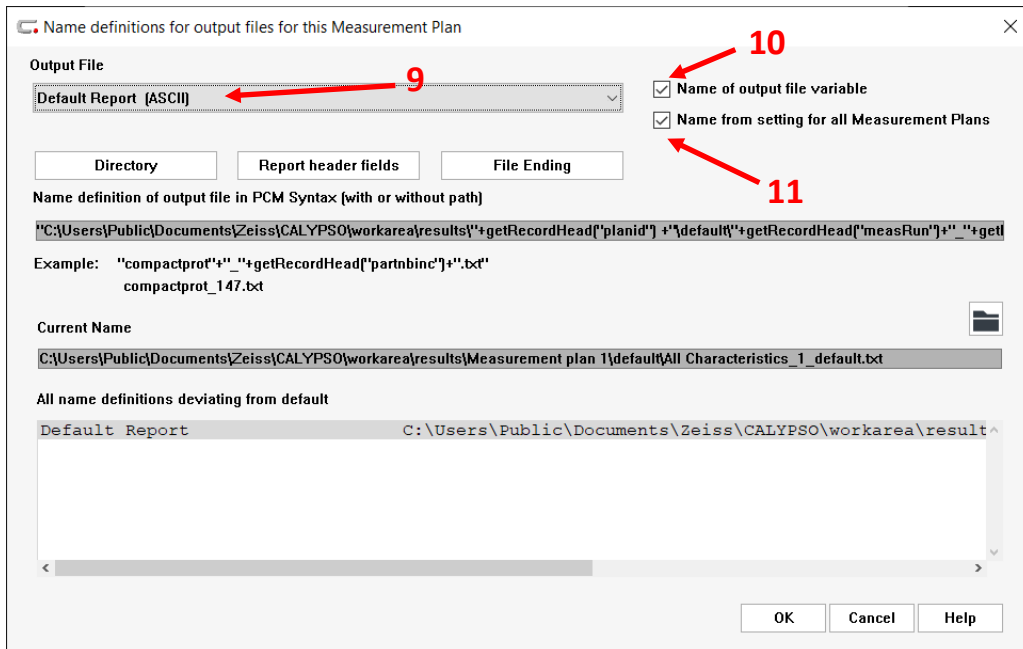 Name definitions for output files for this Measurement Plan
Output File
9
10
Default Report (ASCII)
Name of output file variable
Name from setting for all Measurement Plans
11
Directory
Report header fields
File Ending
Name definition of output file in PCM Syntax (with or without path)
"C:\Users\Public\Documents\Zeiss\CALYPSO\workarea\results\"+getRecordHead("planid") +"\default\"+getRecordHead("measRun")+"_"+getl
Example: "compactprot"+"_"+getRecordHead("partnbinc")+".txt"
compactprot_147.txt
Current Name
C:\Users\Public\Documents\Zeiss\CALYPSO\workarea\results\Measurement plan 1\default\All Characteristics_1_default.txt
All name definitions deviating from default
Default Report C:\Users\Public\Documents\Zeiss\CALYPSO\workarea\result
OK
Cancel
Help